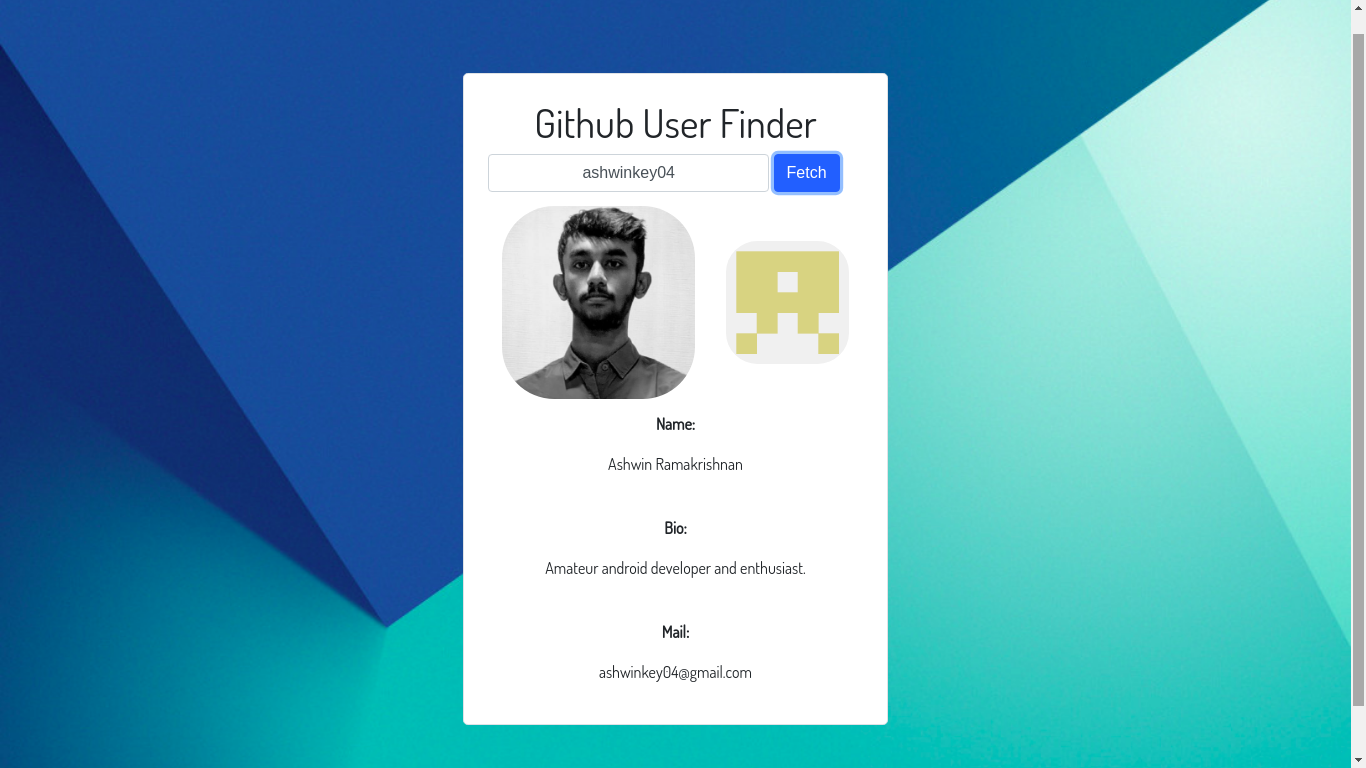 Github User Finder
ashwinkey04 Fetch
Name:
Ashwin Ramakrishnan
Bio:
Amateur android developer and enthusiast.
Mail:
ashwinkey04@gmail.com